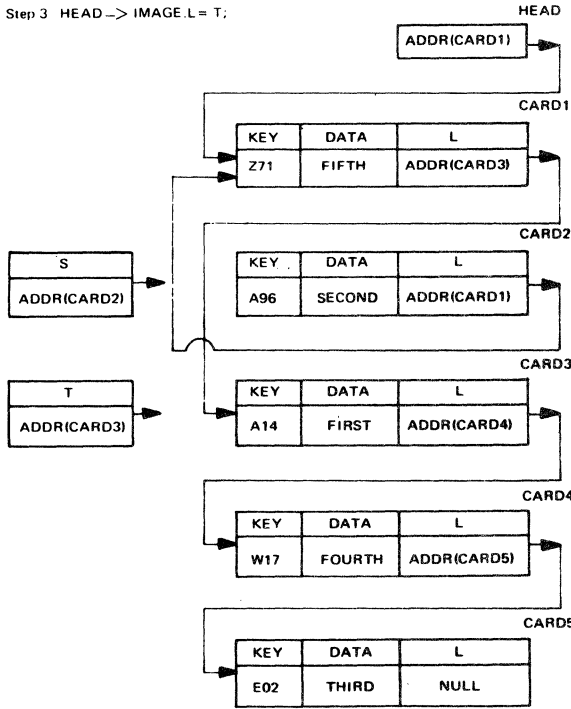 Step 3 HEAD –> IMAGE.L = T;
HEAD
ADDR(CARD1)
CARD1
KEY DATA L
Z71 FIFTH ADDR(CARD3)
CARD2
S
ADDR(CARD2)
KEY DATA L
A96 SECOND ADDR(CARD1)
CARD3
T
ADDR(CARD3)
KEY DATA L
A14 FIRST ADDR(CARD4)
CARD4
KEY DATA L
W17 FOURTH ADDR(CARD5)
CARD5
KEY DATA L
E02 THIRD NULL